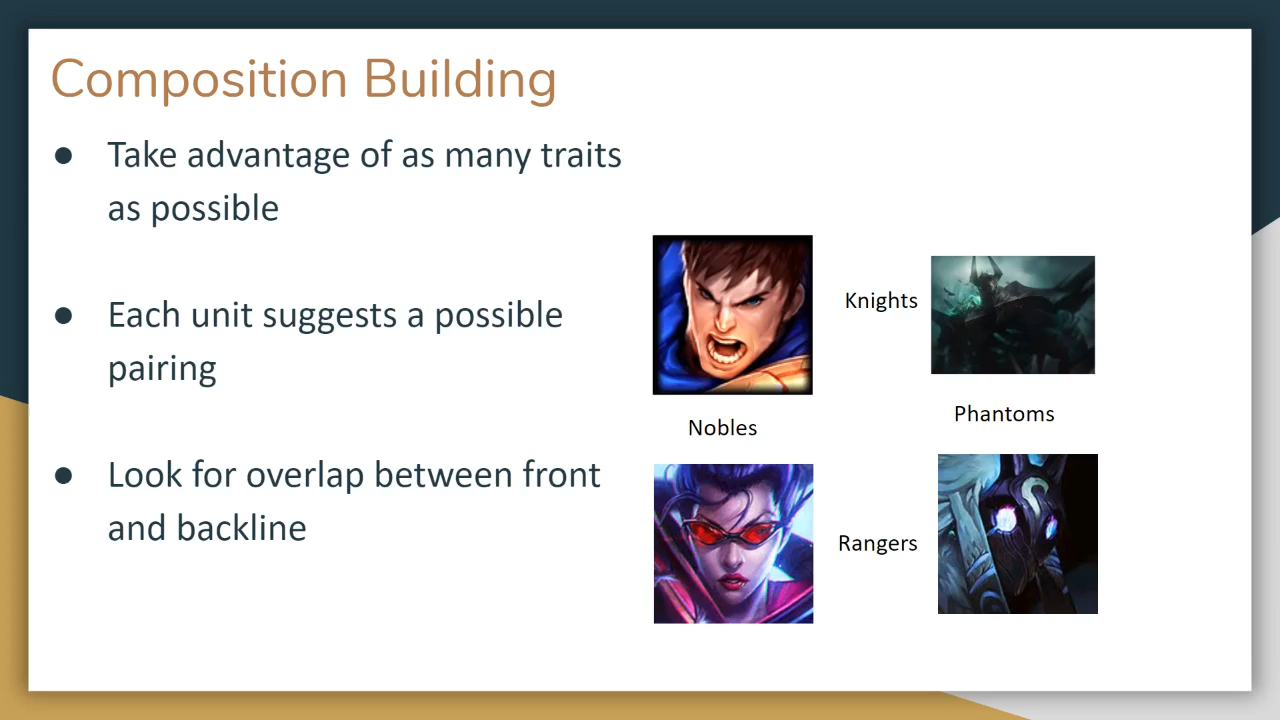 Composition Building
● Take advantage of as many traits
as possible
● Each unit suggests a possible
pairing
● Look for overlap between front
and backline
Knights
Nobles
Phantoms
Rangers